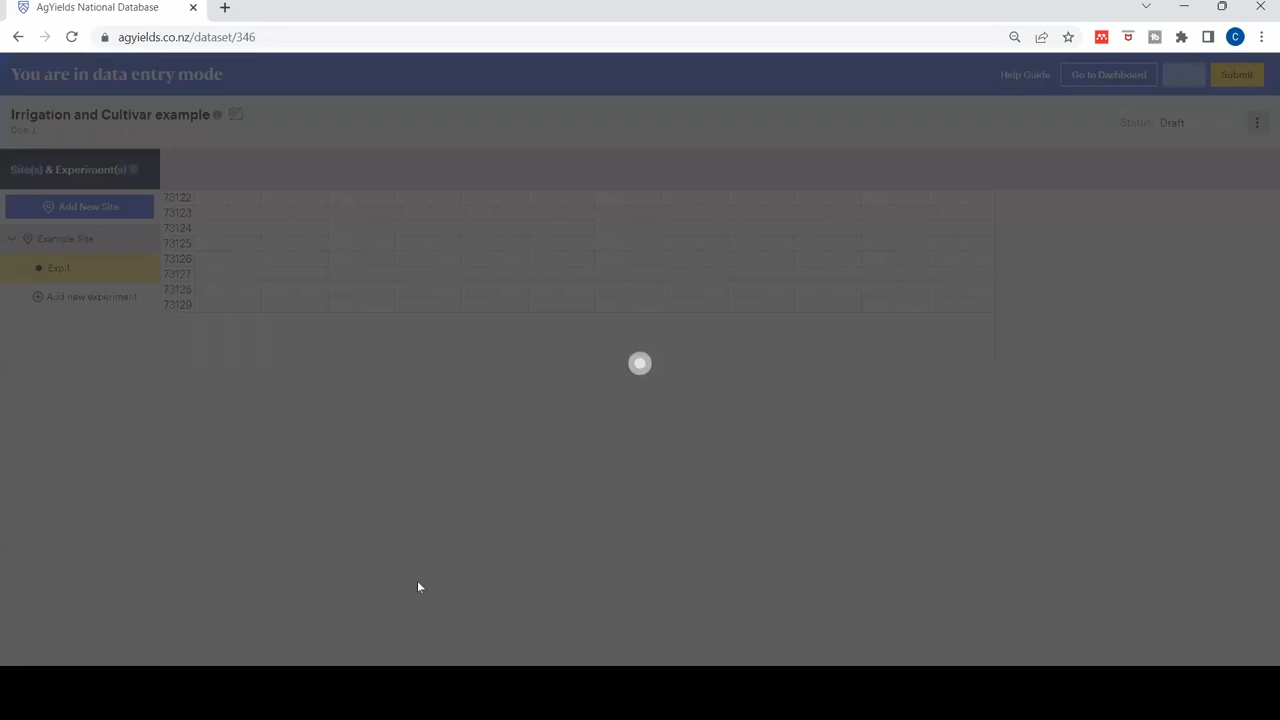 AgYields National Database
agyields.co.nz/dataset/346
C
You are in data entry mode
Help Guide
Go to Dashboard
Submit
Irrigation and Cultivar example
Status: Draft
Site(s) & Experiment(s)
Add New Site
Example Site
Exp.1
Add new experiment
73122
73123
73124
73125
73126
73127
73128
73129